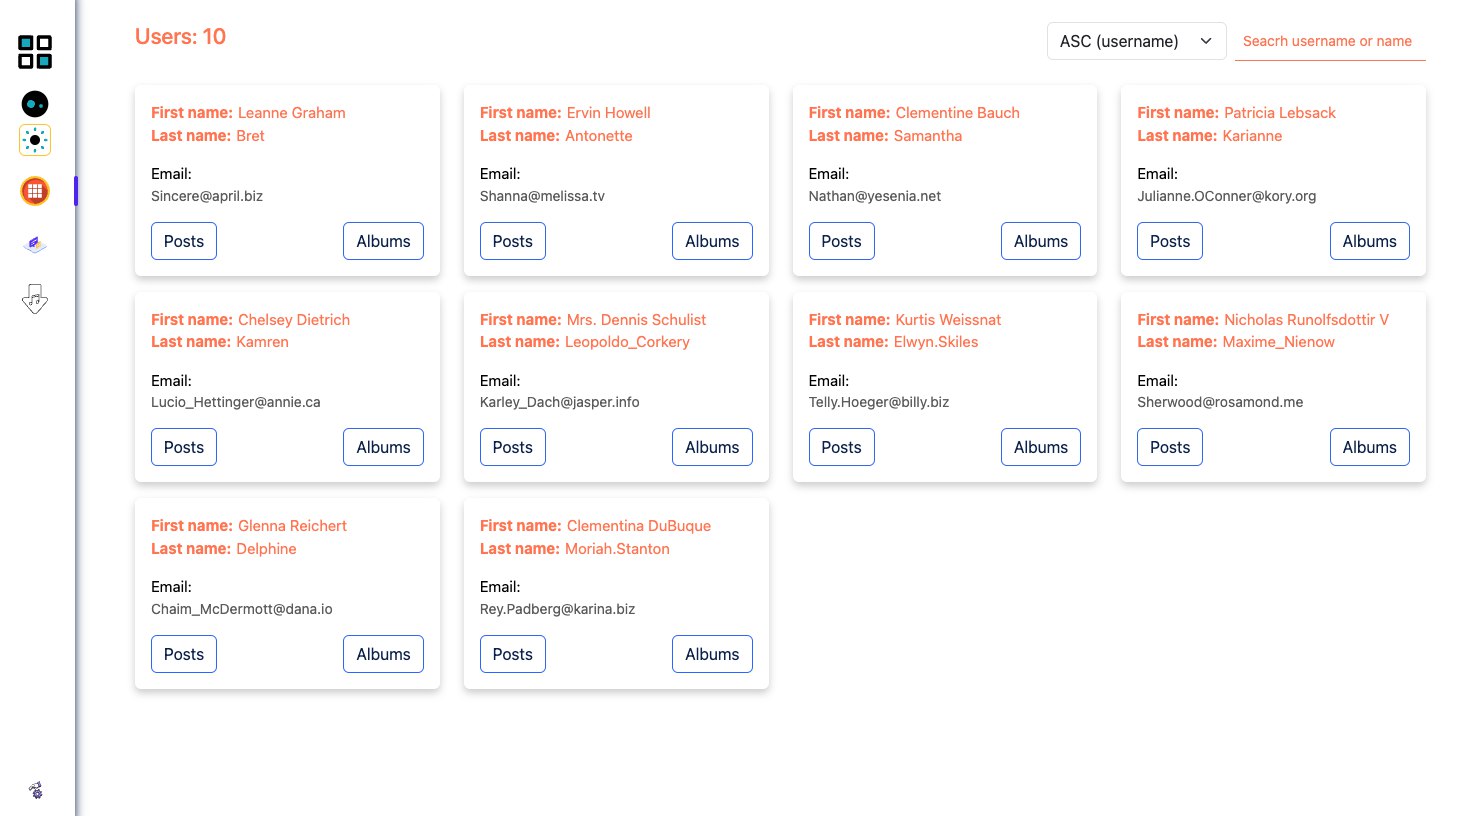 Users: 10
ASC (username)
Seacrh username or name
First name: Leanne Graham
Last name: Bret
Email:
Sincere@april.biz
Posts
Albums
First name: Ervin Howell
Last name: Antonette
Email:
Shanna@melissa.tv
Posts
Albums
First name: Clementine Bauch
Last name: Samantha
Email:
Nathan@yesenia.net
Posts
Albums
First name: Patricia Lebsack
Last name: Karianne
Email:
Julianne.OConner@kory.org
Posts
Albums
First name: Chelsey Dietrich
Last name: Kamren
Email:
Lucio_Hettinger@annie.ca
Posts
Albums
First name: Mrs. Dennis Schulist
Last name: Leopoldo_Corkery
Email:
Karley_Dach@jasper.info
Posts
Albums
First name: Kurtis Weissnat
Last name: Elwyn.Skiles
Email:
Telly.Hoeger@billy.biz
Posts
Albums
First name: Nicholas Runolfsdottir V
Last name: Maxime_Nienow
Email:
Sherwood@rosamond.me
Posts
Albums
First name: Glenna Reichert
Last name: Delphine
Email:
Chaim_McDermott@dana.io
Posts
Albums
First name: Clementina DuBuque
Last name: Moriah.Stanton
Email:
Rey.Padberg@karina.biz
Posts
Albums